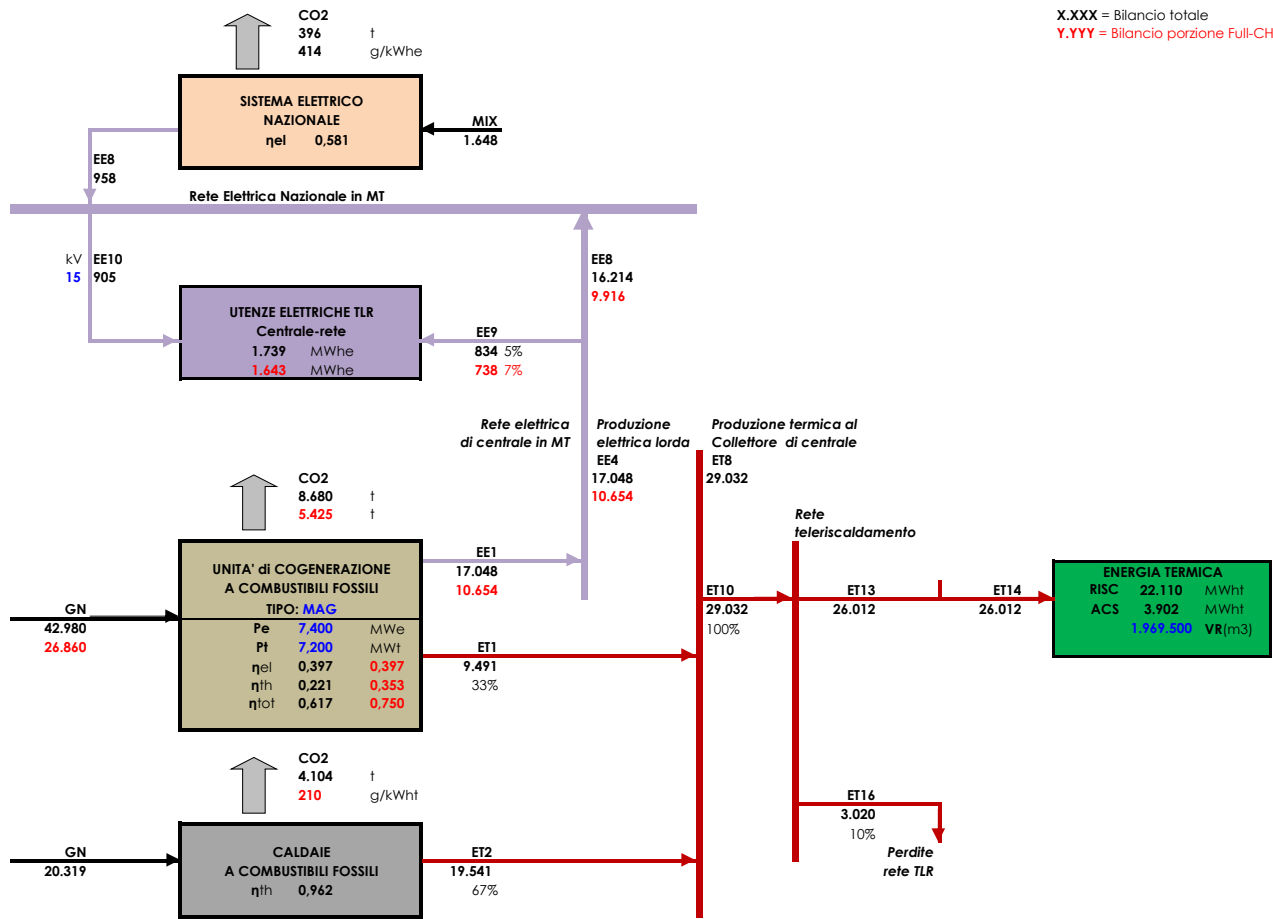 X.XXX = Bilancio totale
Y.YYY = Bilancio porzione Full-CH
CO2
396 t
414 g/kWhe
SISTEMA ELETTRICO
NAZIONALE
ηel 0,581
MIX
1.648
EE8
958
Rete Elettrica Nazionale in MT
kV EE10
15 905
EE8
16.214
9.916
UTENZE ELETTRICHE TLR
Centrale-rete
1.739 MWhe
1.643 MWhe
EE9
834 5%
738 7%
Rete elettrica
di centrale in MT
Produzione
elettrica lorda
EE4
17.048
10.654
Produzione termica al
Collettore di centrale
ET8
29.032
CO2
8.680 t
5.425 t
UNITA' di COGENERAZIONE
A COMBUSTIBILI FOSSILI
TIPO: MAG
Pe 7,400 MWe
Pt 7,200 MWt
ηel 0,397 0,397
ηth 0,221 0,353
ηtot 0,617 0,750
GN
42.980
26.860
EE1
17.048
10.654
ET1
9.491
33%
Rete
teleriscaldamento
ET10
29.032
100%
ET13
26.012
ET14
26.012
ENERGIA TERMICA
RISC 22.110 MWht
ACS 3.902 MWht
1.969.500 VR(m3)
CO2
4.104 t
210 g/kWht
ET16
3.020
10%
Perdite
rete TLR
GN
20.319
CALDAIE
A COMBUSTIBILI FOSSILI
ηth 0,962
ET2
19.541
67%